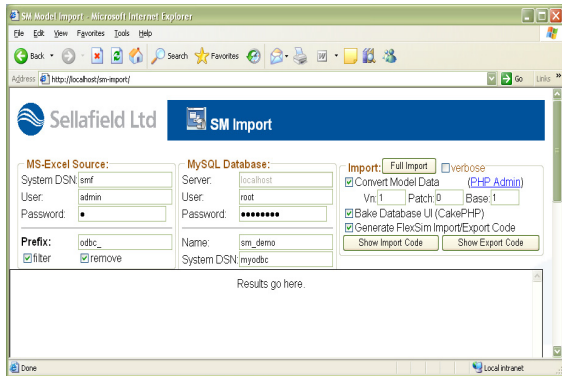 SM Model Import - Microsoft Internet Explorer
File Edit View Favorites Tools Help
Back Search Favorites
Address http://localhost/sm-import/ Go Links »
Sellafield Ltd SM Import
MS-Excel Source: MySQL Database: Import: Full Import verbose
System DSN: smf Server: localhost Convert Model Data (PHP Admin)
User: admin User: root Vn: 1 Patch: 0 Base: 1
Password: • Password: •••••••• Bake Database UI (CakePHP)
Generate FlexSim Import/Export Code
Prefix: odbc_ Name: sm_demo Show Import Code Show Export Code
filter remove System DSN: myodbc
Results go here.
Done Local intranet